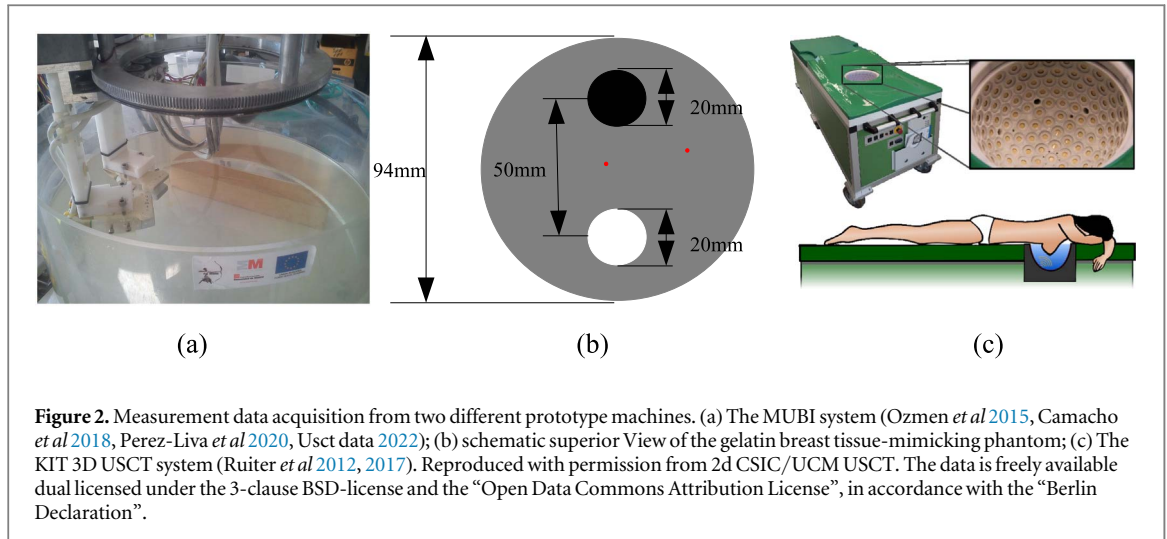 94mm
50mm
20mm
20mm
M
(a)
(b)
(c)
Figure 2. Measurement data acquisition from two different prototype machines. (a) The MUBI system (Ozmen et al 2015, Camacho
et al 2018, Perez-Liva et al 2020, Usct data 2022); (b) schematic superior View of the gelatin breast tissue-mimicking phantom; (c) The
KIT 3D USCT system (Ruiter et al 2012, 2017). Reproduced with permission from 2d CSIC/UCM USCT. The data is freely available
dual licensed under the 3-clause BSD-license and the “Open Data Commons Attribution License”, in accordance with the “Berlin
Declaration”.